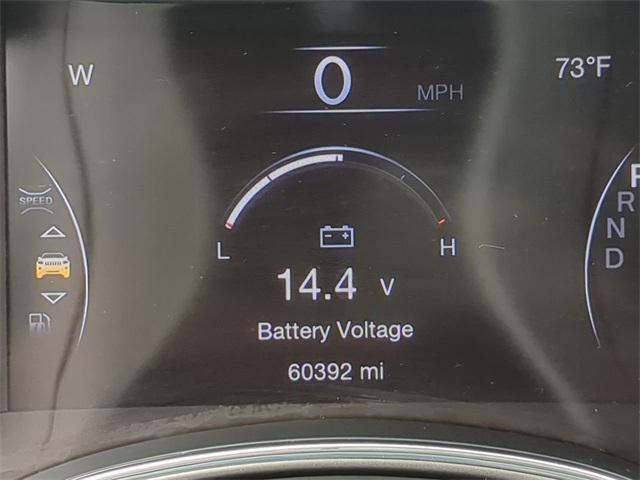 W
0 MPH
73°F
SPEED
P
R
N
D
L
H
14.4 V
Battery Voltage
60392 mi